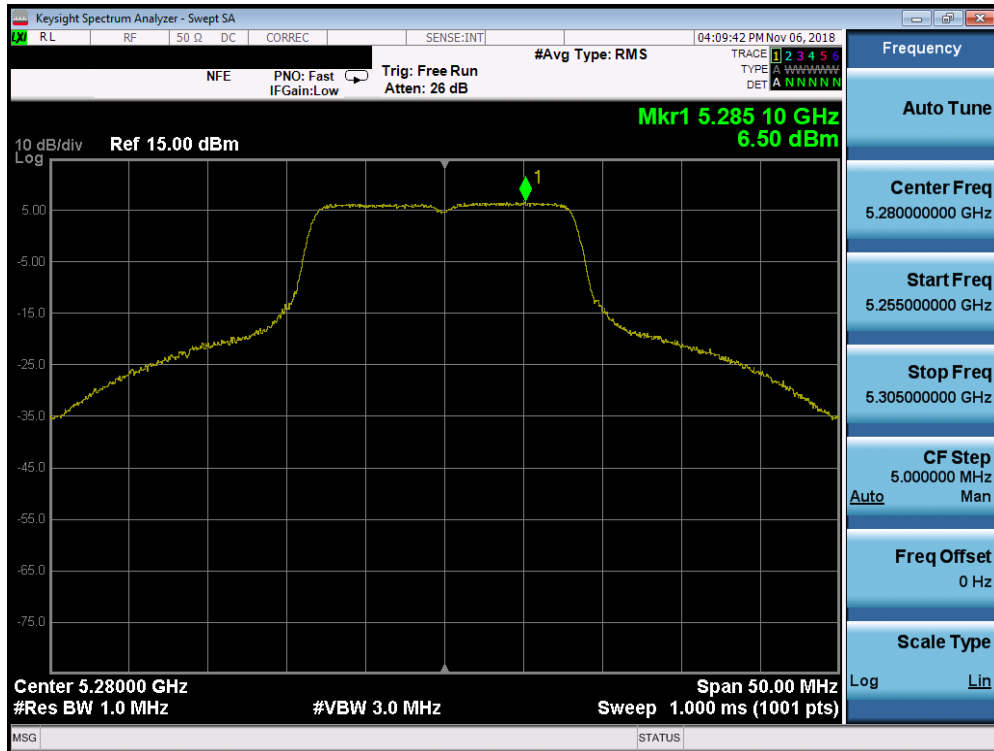 Keysight Spectrum Analyzer - Swept SA
LXI RL RF 50 Ω DC CORREC SENSE:INT 04:09:42 PM Nov 06, 2018
NFE PNO: Fast Trig: Free Run #Avg Type: RMS TRACE 1 2 3 4 5 6
IFGain:Low Atten: 26 dB TYPE A WWWWW
DET A N N N N N
Mkr1 5.285 10 GHz
6.50 dBm
10 dB/div Ref 15.00 dBm
Log
1
5.00
-5.00
-15.0
-25.0
-35.0
-45.0
-55.0
-65.0
-75.0
Center 5.28000 GHz Span 50.00 MHz
#Res BW 1.0 MHz #VBW 3.0 MHz Sweep 1.000 ms (1001 pts)
MSG STATUS
Frequency
Auto Tune
Center Freq
5.280000000 GHz
Start Freq
5.255000000 GHz
Stop Freq
5.305000000 GHz
CF Step
5.000000 MHz
Auto Man
Freq Offset
0 Hz
Scale Type
Log Lin